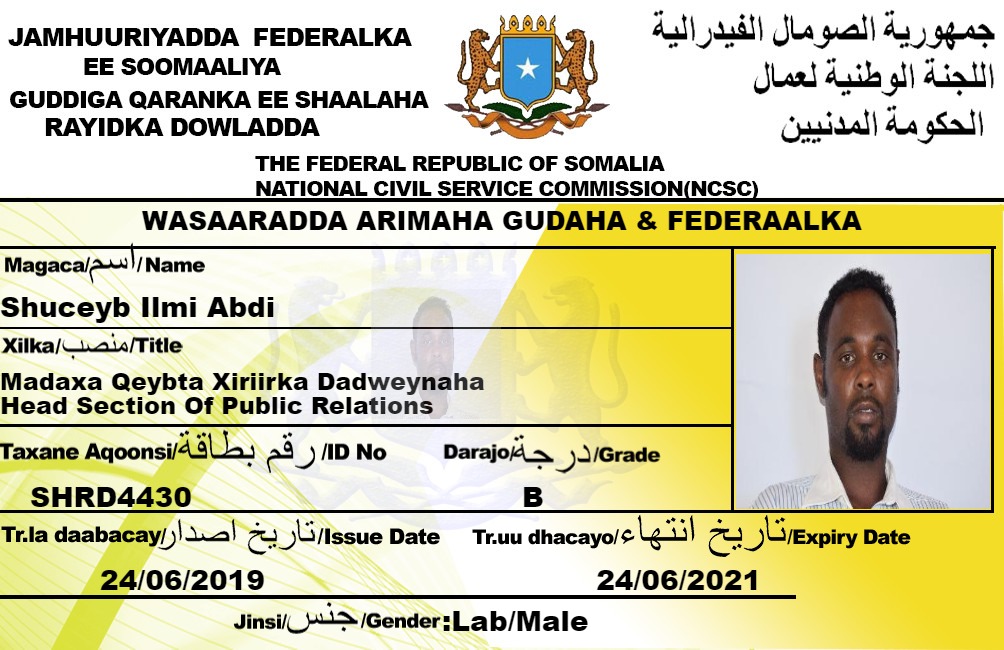 JAMHUURIYADDA FEDERALKA
EE SOOMAALIYA
GUDDIGA QARANKA EE SHAALAHA
RAYIDKA DOWLADDA
جمهورية الصومال الفيدرالية
اللجنة الوطنية لعمال
الحكومة المدنيين
THE FEDERAL REPUBLIC OF SOMALIA
NATIONAL CIVIL SERVICE COMMISSION(NCSC)
WASAARADDA ARIMAHA GUDAHA & FEDERAALKA
Magaca/اسم/Name
Shuceyb Ilmi Abdi
Xilka/منصب/Title
Madaxa Qeybta Xiriirka Dadweynaha
Head Section Of Public Relations
Taxane Aqoonsi/رقم بطاقة/ID No Darajo/درجة/Grade
SHRD4430 B
Tr.la daabacay/تاريخ اصدار/Issue Date Tr.uu dhacayo/تاريخ انتهاء/Expiry Date
24/06/2019 24/06/2021
Jinsi/جنس/Gender:Lab/Male